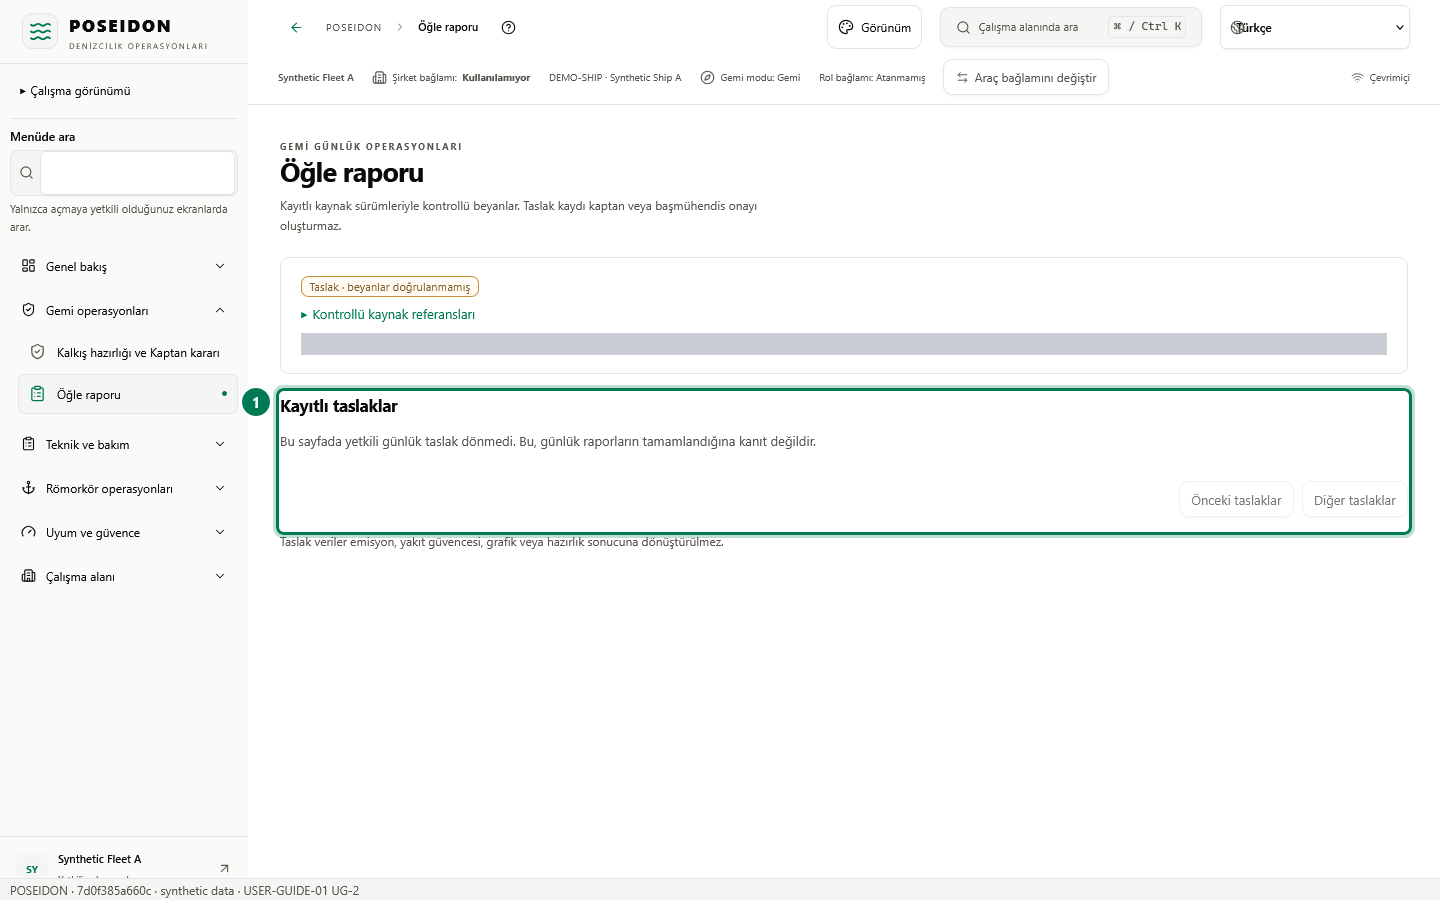 POSEIDON
DENİZCİLİK OPERASYONLARI
Çalışma görünümü
Menüde ara
Yalnızca açmaya yetkili olduğunuz ekranlarda
arar.
Genel bakış
Gemi operasyonları
Kalkış hazırlığı ve Kaptan kararı
Öğle raporu
Teknik ve bakım
Römorkör operasyonları
Uyum ve güvence
Çalışma alanı
SY
Synthetic Fleet A
POSEIDON
Öğle raporu
Görünüm
Çalışma alanında ara
⌘ / Ctrl K
Türkçe
Synthetic Fleet A
Şirket bağlamı: Kullanılamıyor
DEMO-SHIP · Synthetic Ship A
Gemi modu: Gemi
Rol bağlamı: Atanmamış
Araç bağlamını değiştir
Çevrimiçi
GEMİ GÜNLÜK OPERASYONLARI
Öğle raporu
Kayıtlı kaynak sürümleriyle kontrollü beyanlar. Taslak kaydı kaptan veya başmühendis onayı
oluşturmaz.
Taslak · beyanlar doğrulanmamış
Kontrollü kaynak referansları
1
Kayıtlı taslaklar
Bu sayfada yetkili günlük taslak dönmedi. Bu, günlük raporların tamamlandığına kanıt değildir.
Önceki taslaklar
Diğer taslaklar
Taslak veriler emisyon, yakıt güvencesi, grafik veya hazırlık sonucuna dönüştürülmez.
POSEIDON · 7d0f385a660c · synthetic data · USER-GUIDE-01 UG-2